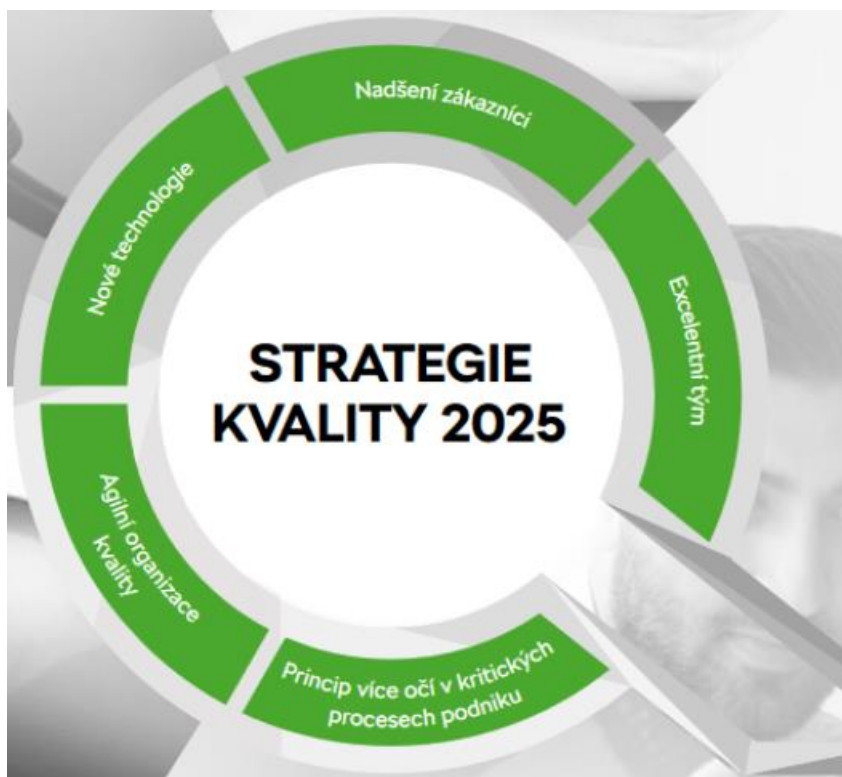 STRATEGIE
KVALITY 2025
Nadšení zákazníci
Excelentní tým
Princip více očí v kritických
procesech podniku
Agilní organizace
kvality
Nové technologie